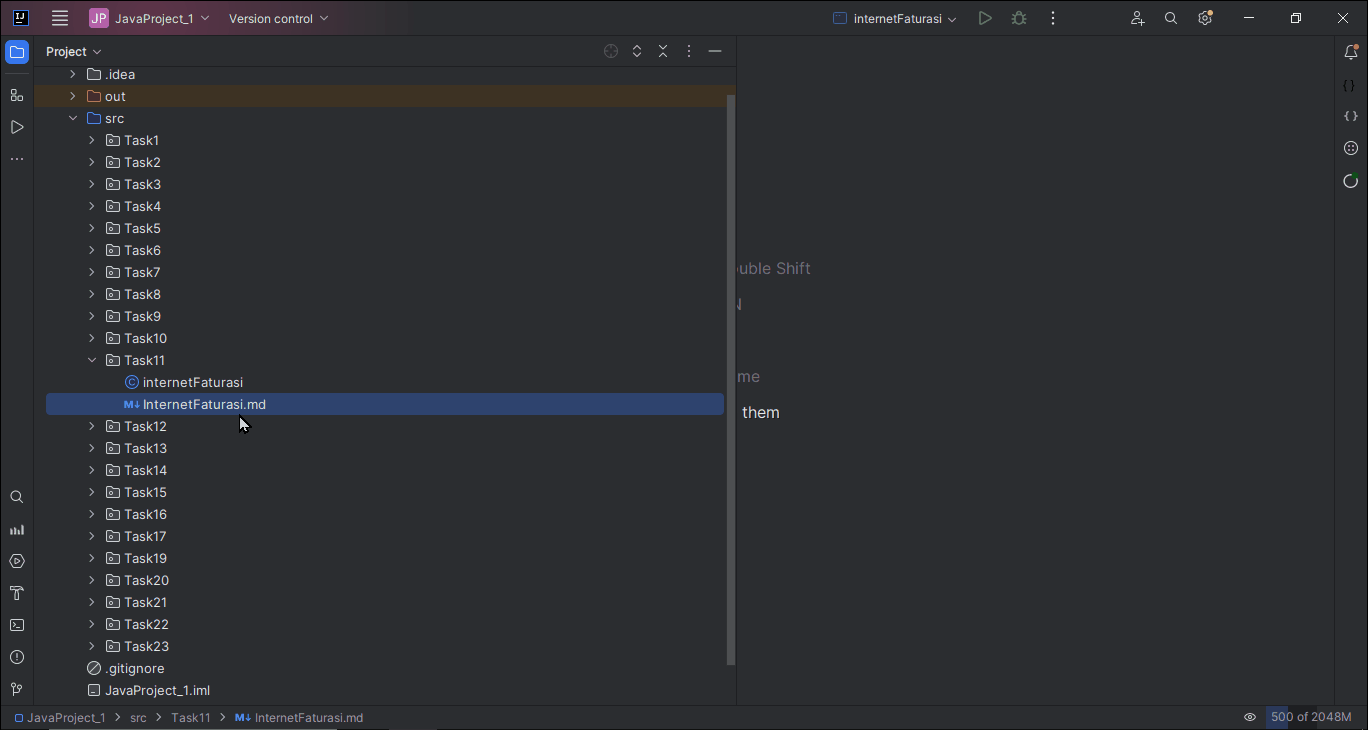 JP JavaProject_1 Version control internetFaturasi
Project
.idea
out
src
Task1
Task2
Task3
Task4
Task5
Task6
Task7
Task8
Task9
Task10
Task11
internetFaturasi
InternetFaturasi.md
Task12
Task13
Task14
Task15
Task16
Task17
Task19
Task20
Task21
Task22
Task23
.gitignore
JavaProject_1.iml
Double Shift
N
me
them
JavaProject_1 > src > Task11 > M↓ InternetFaturasi.md 500 of 2048M